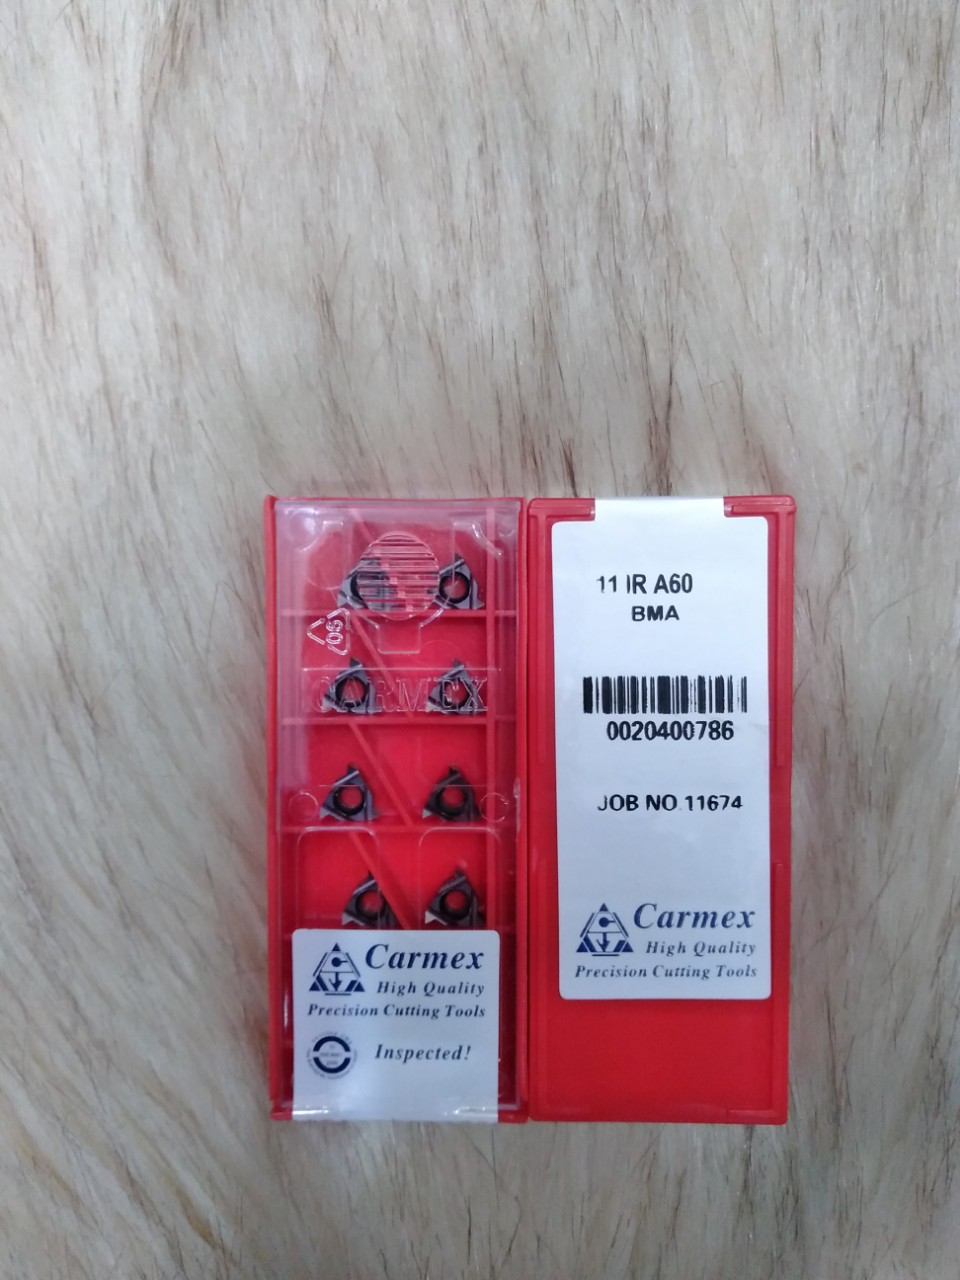 05
CARMEX
Carmex
High Quality
Precision Cutting Tools
Inspected!
11 IR A60
BMA
0020400786
JOB NO.11674
Carmex
High Quality
Precision Cutting Tools